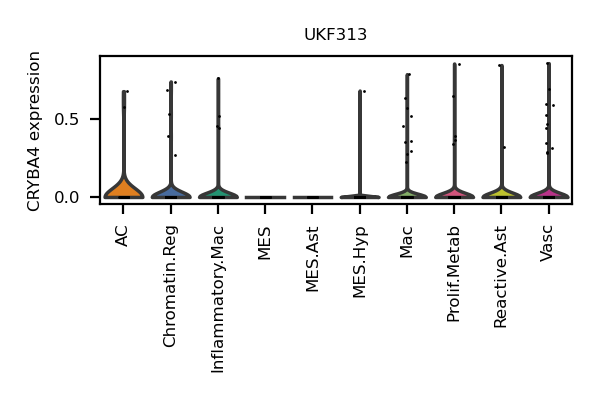 UKF313
CRYBA4 expression
0.5
0.0
AC
Chromatin.Reg
Inflammatory.Mac
MES
MES.Ast
MES.Hyp
Mac
Prolif.Metab
Reactive.Ast
Vasc